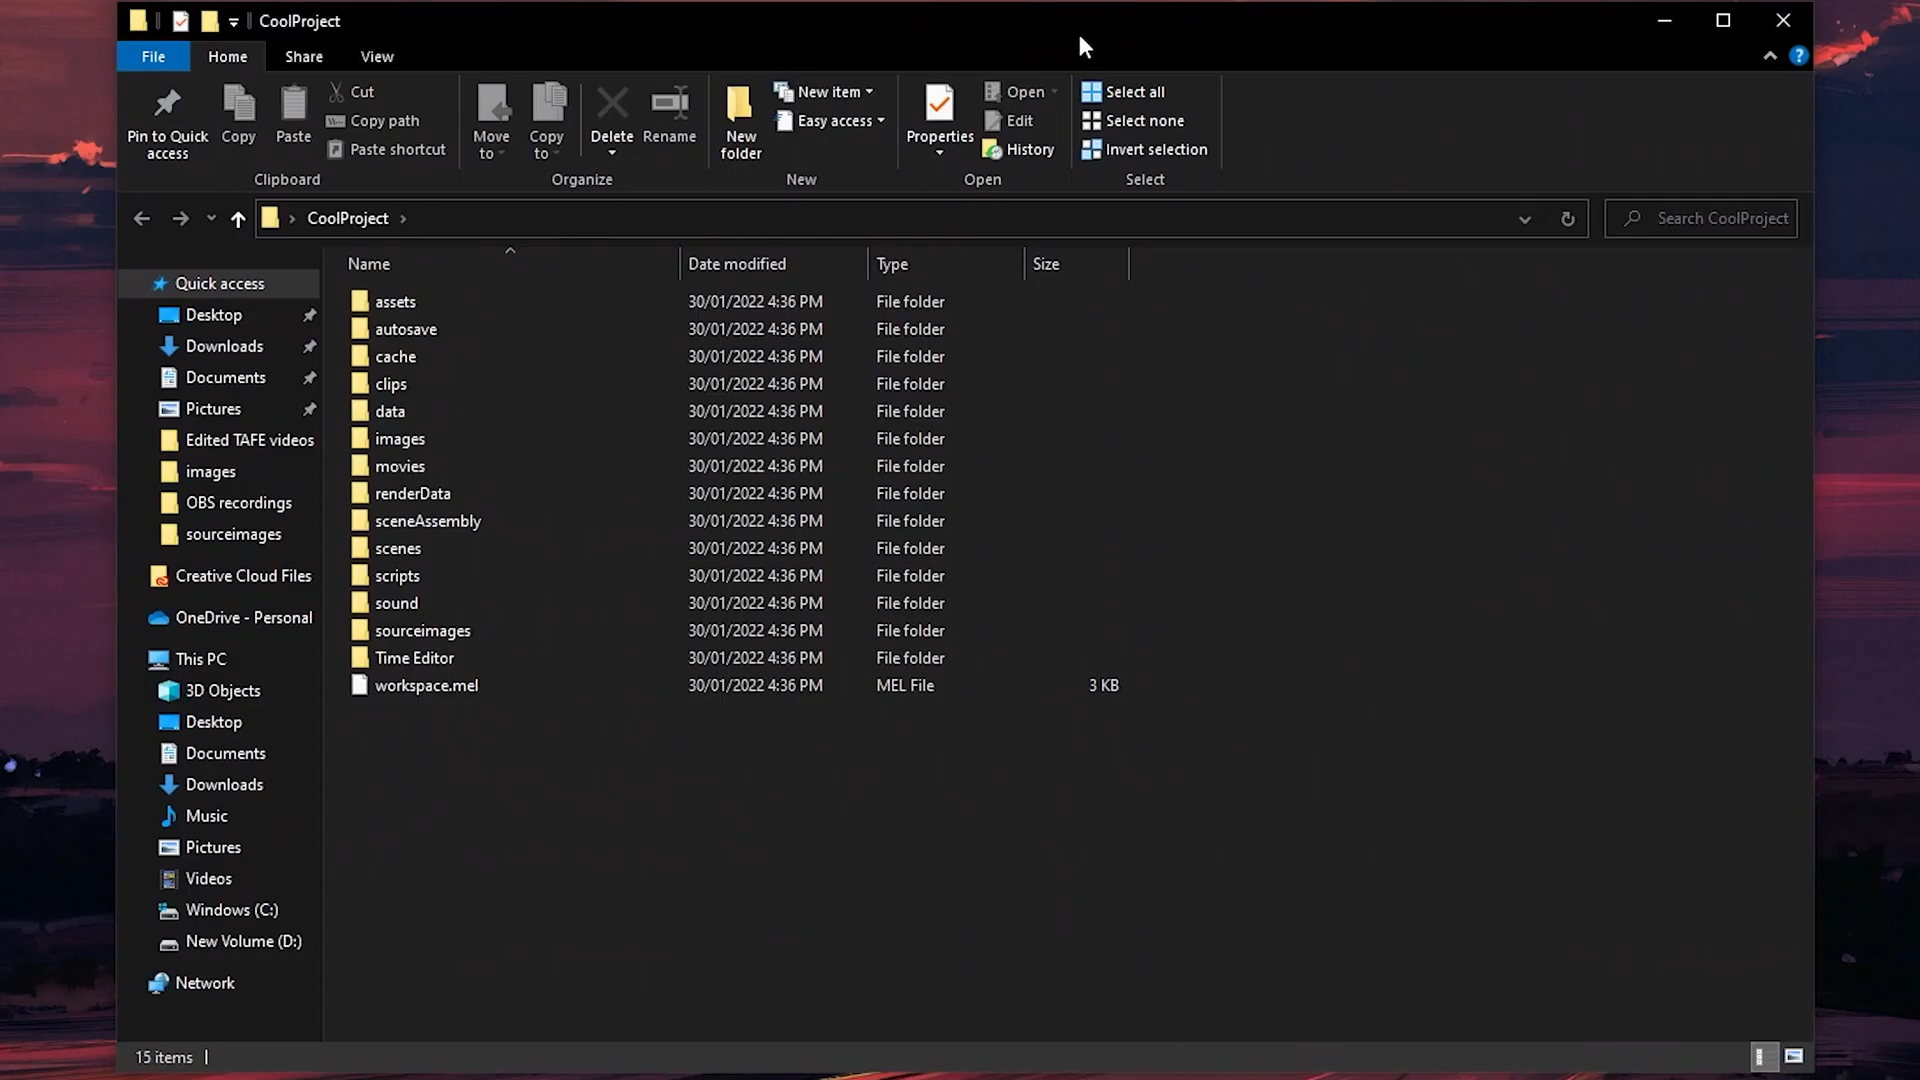 CoolProject
File Home Share View
Pin to Quick access
Copy
Paste
Cut
Copy path
Paste shortcut
Clipboard
Move to
Copy to
Delete
Rename
Organize
New folder
New item
Easy access
New
Properties
Open
Edit
History
Open
Select all
Select none
Invert selection
Select
CoolProject
Search CoolProject
Quick access
Desktop
Downloads
Documents
Pictures
Edited TAFE videos
images
OBS recordings
sourceimages
Creative Cloud Files
OneDrive - Personal
This PC
3D Objects
Desktop
Documents
Downloads
Music
Pictures
Videos
Windows (C:)
New Volume (D:)
Network
Name Date modified Type Size
assets 30/01/2022 4:36 PM File folder
autosave 30/01/2022 4:36 PM File folder
cache 30/01/2022 4:36 PM File folder
clips 30/01/2022 4:36 PM File folder
data 30/01/2022 4:36 PM File folder
images 30/01/2022 4:36 PM File folder
movies 30/01/2022 4:36 PM File folder
renderData 30/01/2022 4:36 PM File folder
sceneAssembly 30/01/2022 4:36 PM File folder
scenes 30/01/2022 4:36 PM File folder
scripts 30/01/2022 4:36 PM File folder
sound 30/01/2022 4:36 PM File folder
sourceimages 30/01/2022 4:36 PM File folder
Time Editor 30/01/2022 4:36 PM File folder
workspace.mel 30/01/2022 4:36 PM MEL File 3 KB
15 items